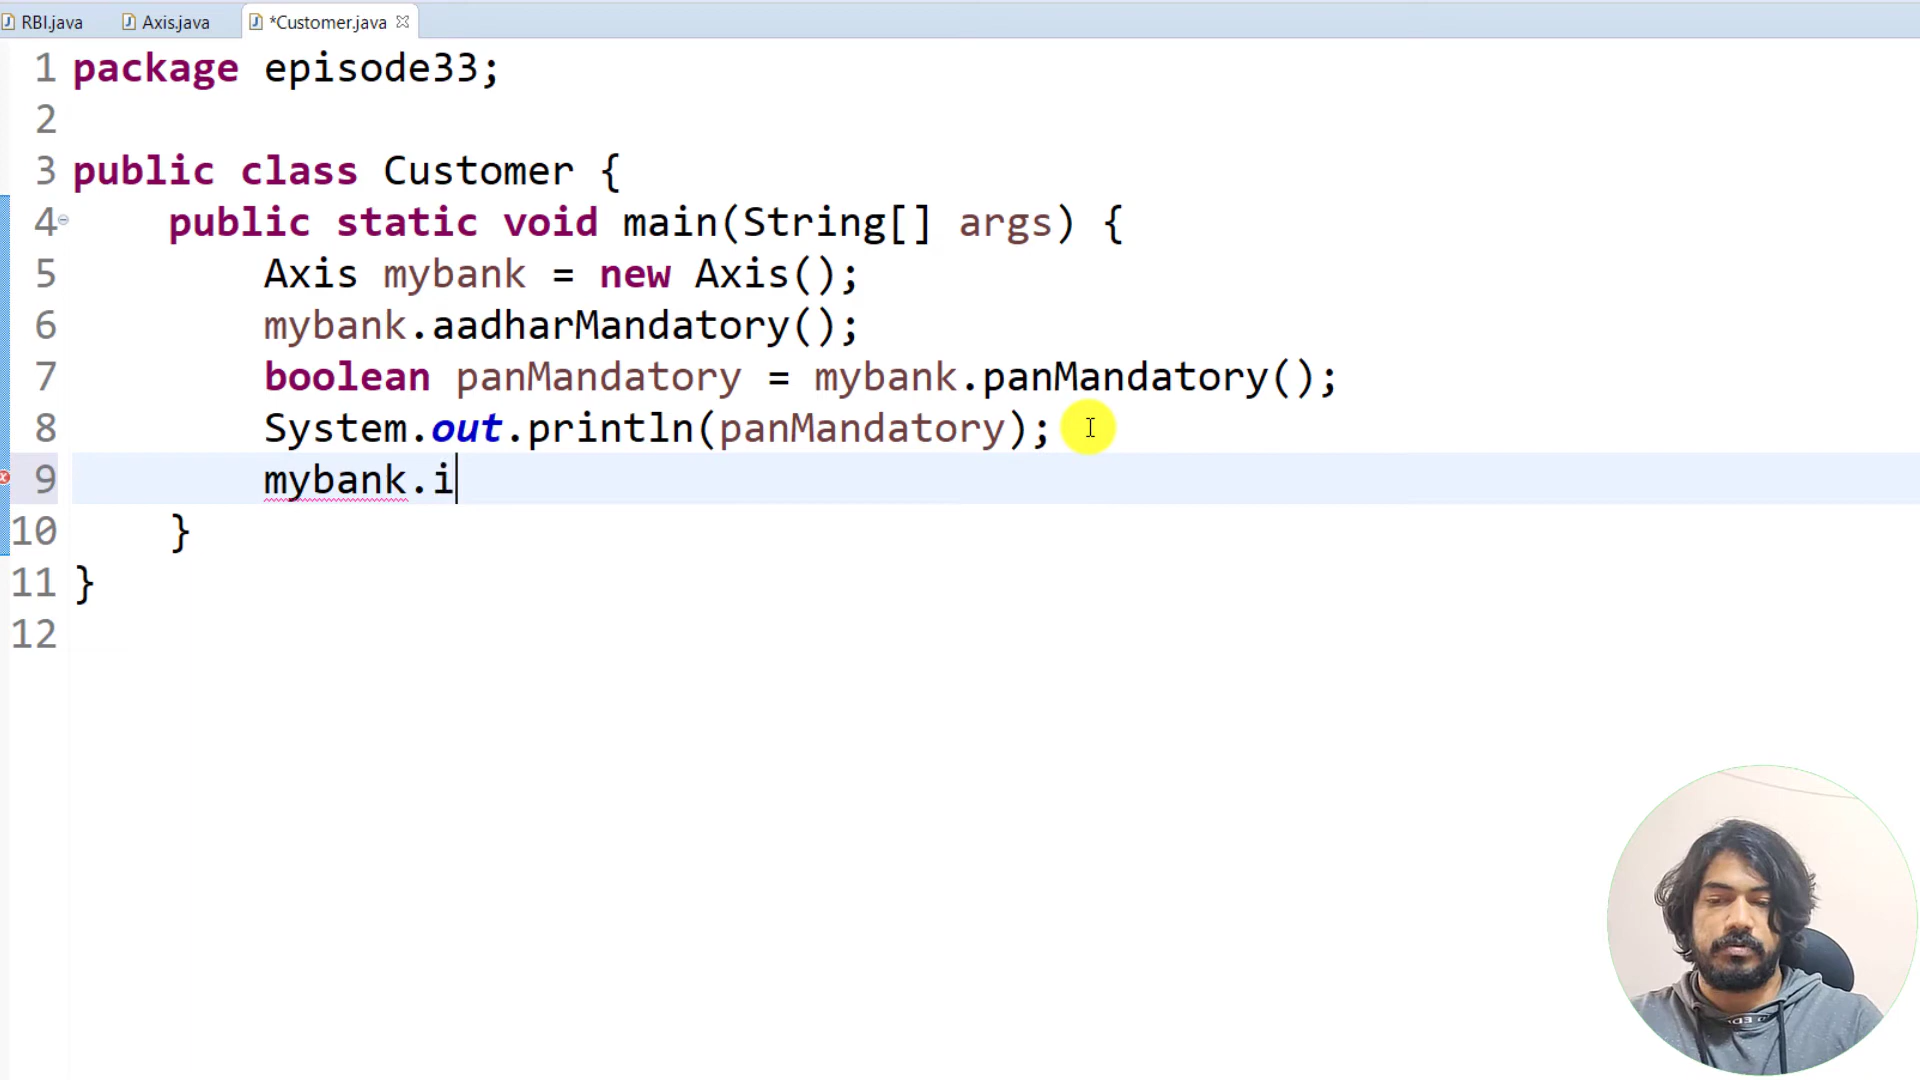 RBI.java Axis.java *Customer.java
1 package episode33;
2
3 public class Customer {
4 public static void main(String[] args) {
5 Axis mybank = new Axis();
6 mybank.aadharMandatory();
7 boolean panMandatory = mybank.panMandatory();
8 System.out.println(panMandatory);
9 mybank.i
10 }
11 }
12